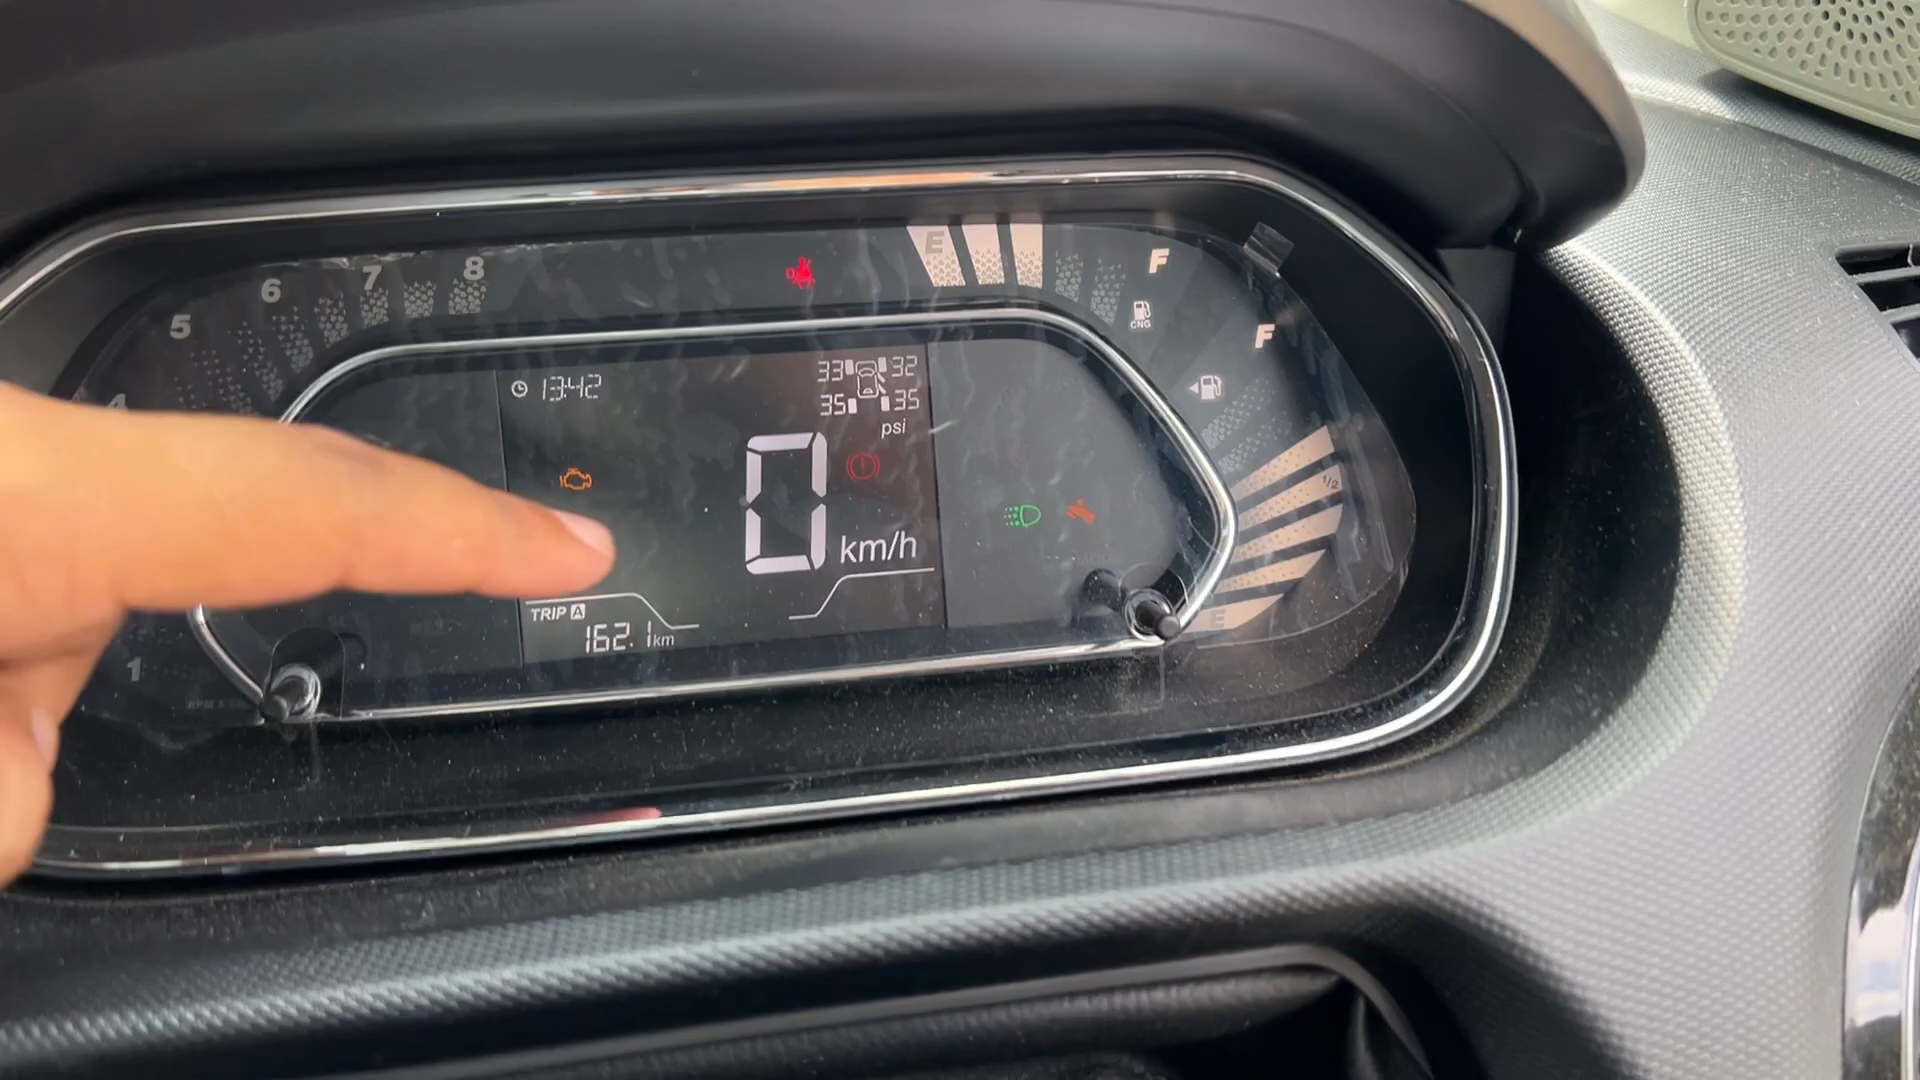 5 6 7 8
E F
CNG
F
1/2
E
13:42
33 32
35 35
psi
0 km/h
TRIP A
162.1 km
1